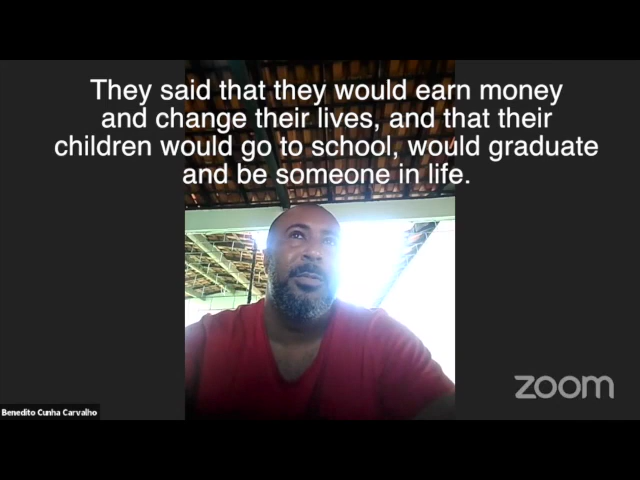 They said that they would earn money
and change their lives, and that their
children would go to school, would graduate
and be someone in life.
Benedito Cunha Carvalho
zoom